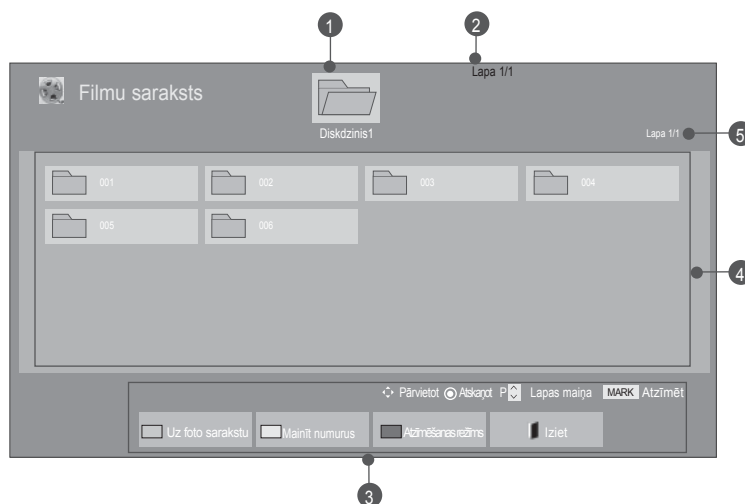 1
2
Lapa 1/1
Filmu saraksts
Diskdzinis1
Lapa 1/1
5
001
002
003
004
005
006
4
Pārvietot Atskaņot P Lapas maiņa MARK Atzīmēt
Uz foto sarakstu Mainīt numurus Atzīmēšanas režīms Iziet
3